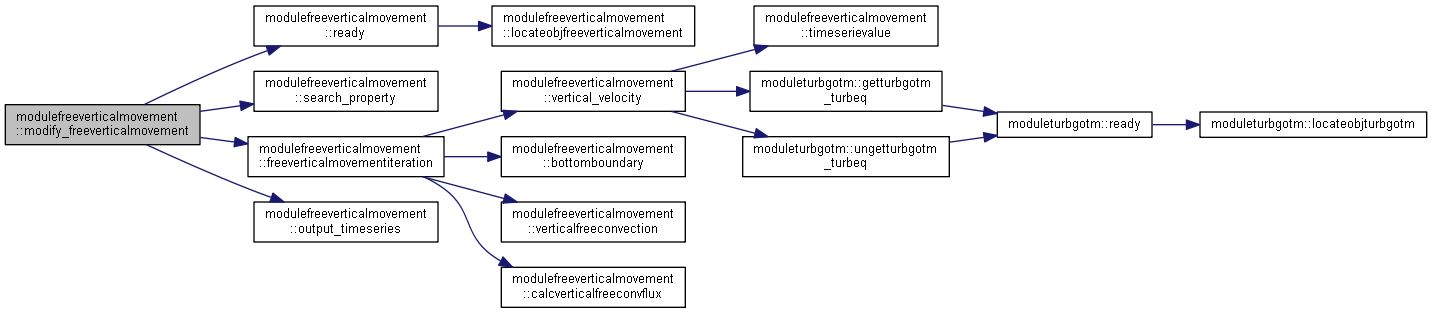 modulefreeverticalmovement
::modify_freeverticalmovement
modulefreeverticalmovement
::ready
modulefreeverticalmovement
::locateobjfreeverticalmovement
modulefreeverticalmovement
::search_property
modulefreeverticalmovement
::freeverticalmovementiteration
modulefreeverticalmovement
::output_timeseries
modulefreeverticalmovement
::vertical_velocity
modulefreeverticalmovement
::bottomboundary
modulefreeverticalmovement
::verticalfreeconvection
modulefreeverticalmovement
::calcverticalfreeconvflux
modulefreeverticalmovement
::timeserievalue
moduleturbgotm::getturbgotm
_turbeq
moduleturbgotm::ungetturbgotm
_turbeq
moduleturbgotm::ready
moduleturbgotm::locateobjturbgotm